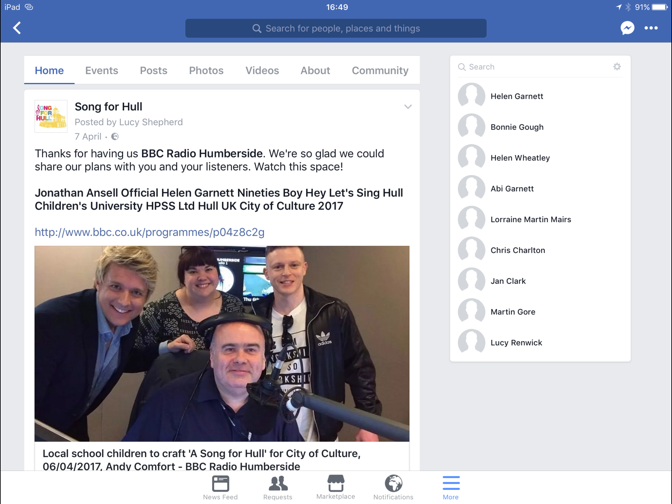 iPad 16:49 91%
Search for people, places and things
Home Events Posts Photos Videos About Community
SONG FOR HULL
Song for Hull
Posted by Lucy Shepherd
7 April ·
Thanks for having us BBC Radio Humberside. We're so glad we could
share our plans with you and your listeners. Watch this space!
Jonathan Ansell Official Helen Garnett Nineties Boy Hey Let's Sing Hull
Children's University HPSS Ltd Hull UK City of Culture 2017
http://www.bbc.co.uk/programmes/p04z8c2g
adidas
Local school children to craft 'A Song for Hull' for City of Culture,
06/04/2017, Andy Comfort - BBC Radio Humberside
Search
Helen Garnett
Bonnie Gough
Helen Wheatley
Abi Garnett
Lorraine Martin Mairs
Chris Charlton
Jan Clark
Martin Gore
Lucy Renwick
News Feed Requests Marketplace Notifications More